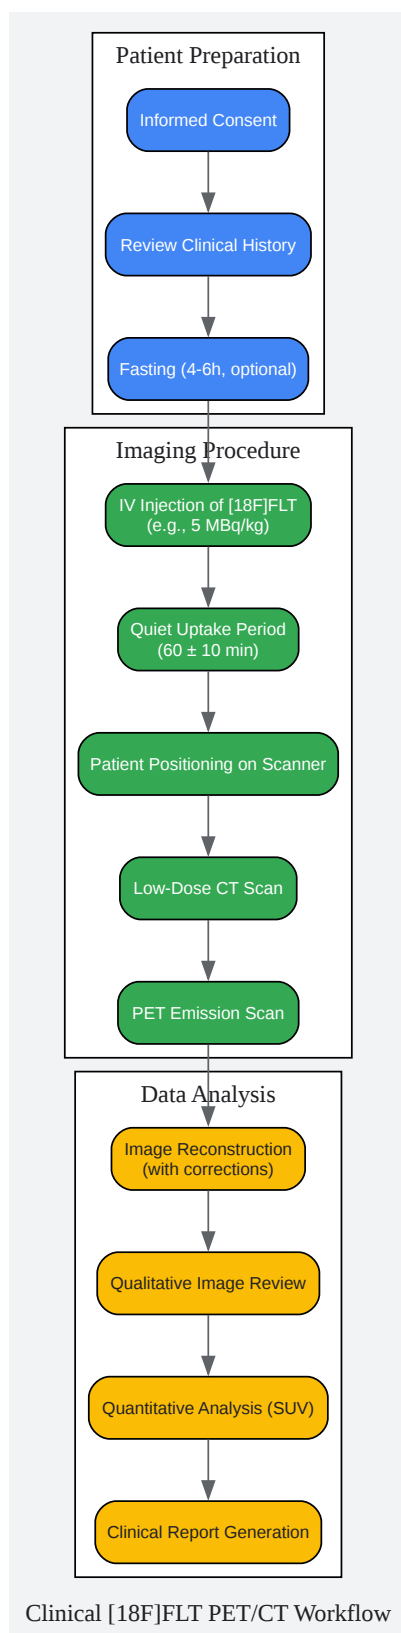 Patient Preparation
Informed Consent
Review Clinical History
Fasting (4-6h, optional)
Imaging Procedure
IV Injection of [18F]FLT
(e.g., 5 MBq/kg)
Quiet Uptake Period
(60 ± 10 min)
Patient Positioning on Scanner
Low-Dose CT Scan
PET Emission Scan
Data Analysis
Image Reconstruction
(with corrections)
Qualitative Image Review
Quantitative Analysis (SUV)
Clinical Report Generation
Clinical [18F]FLT PET/CT Workflow